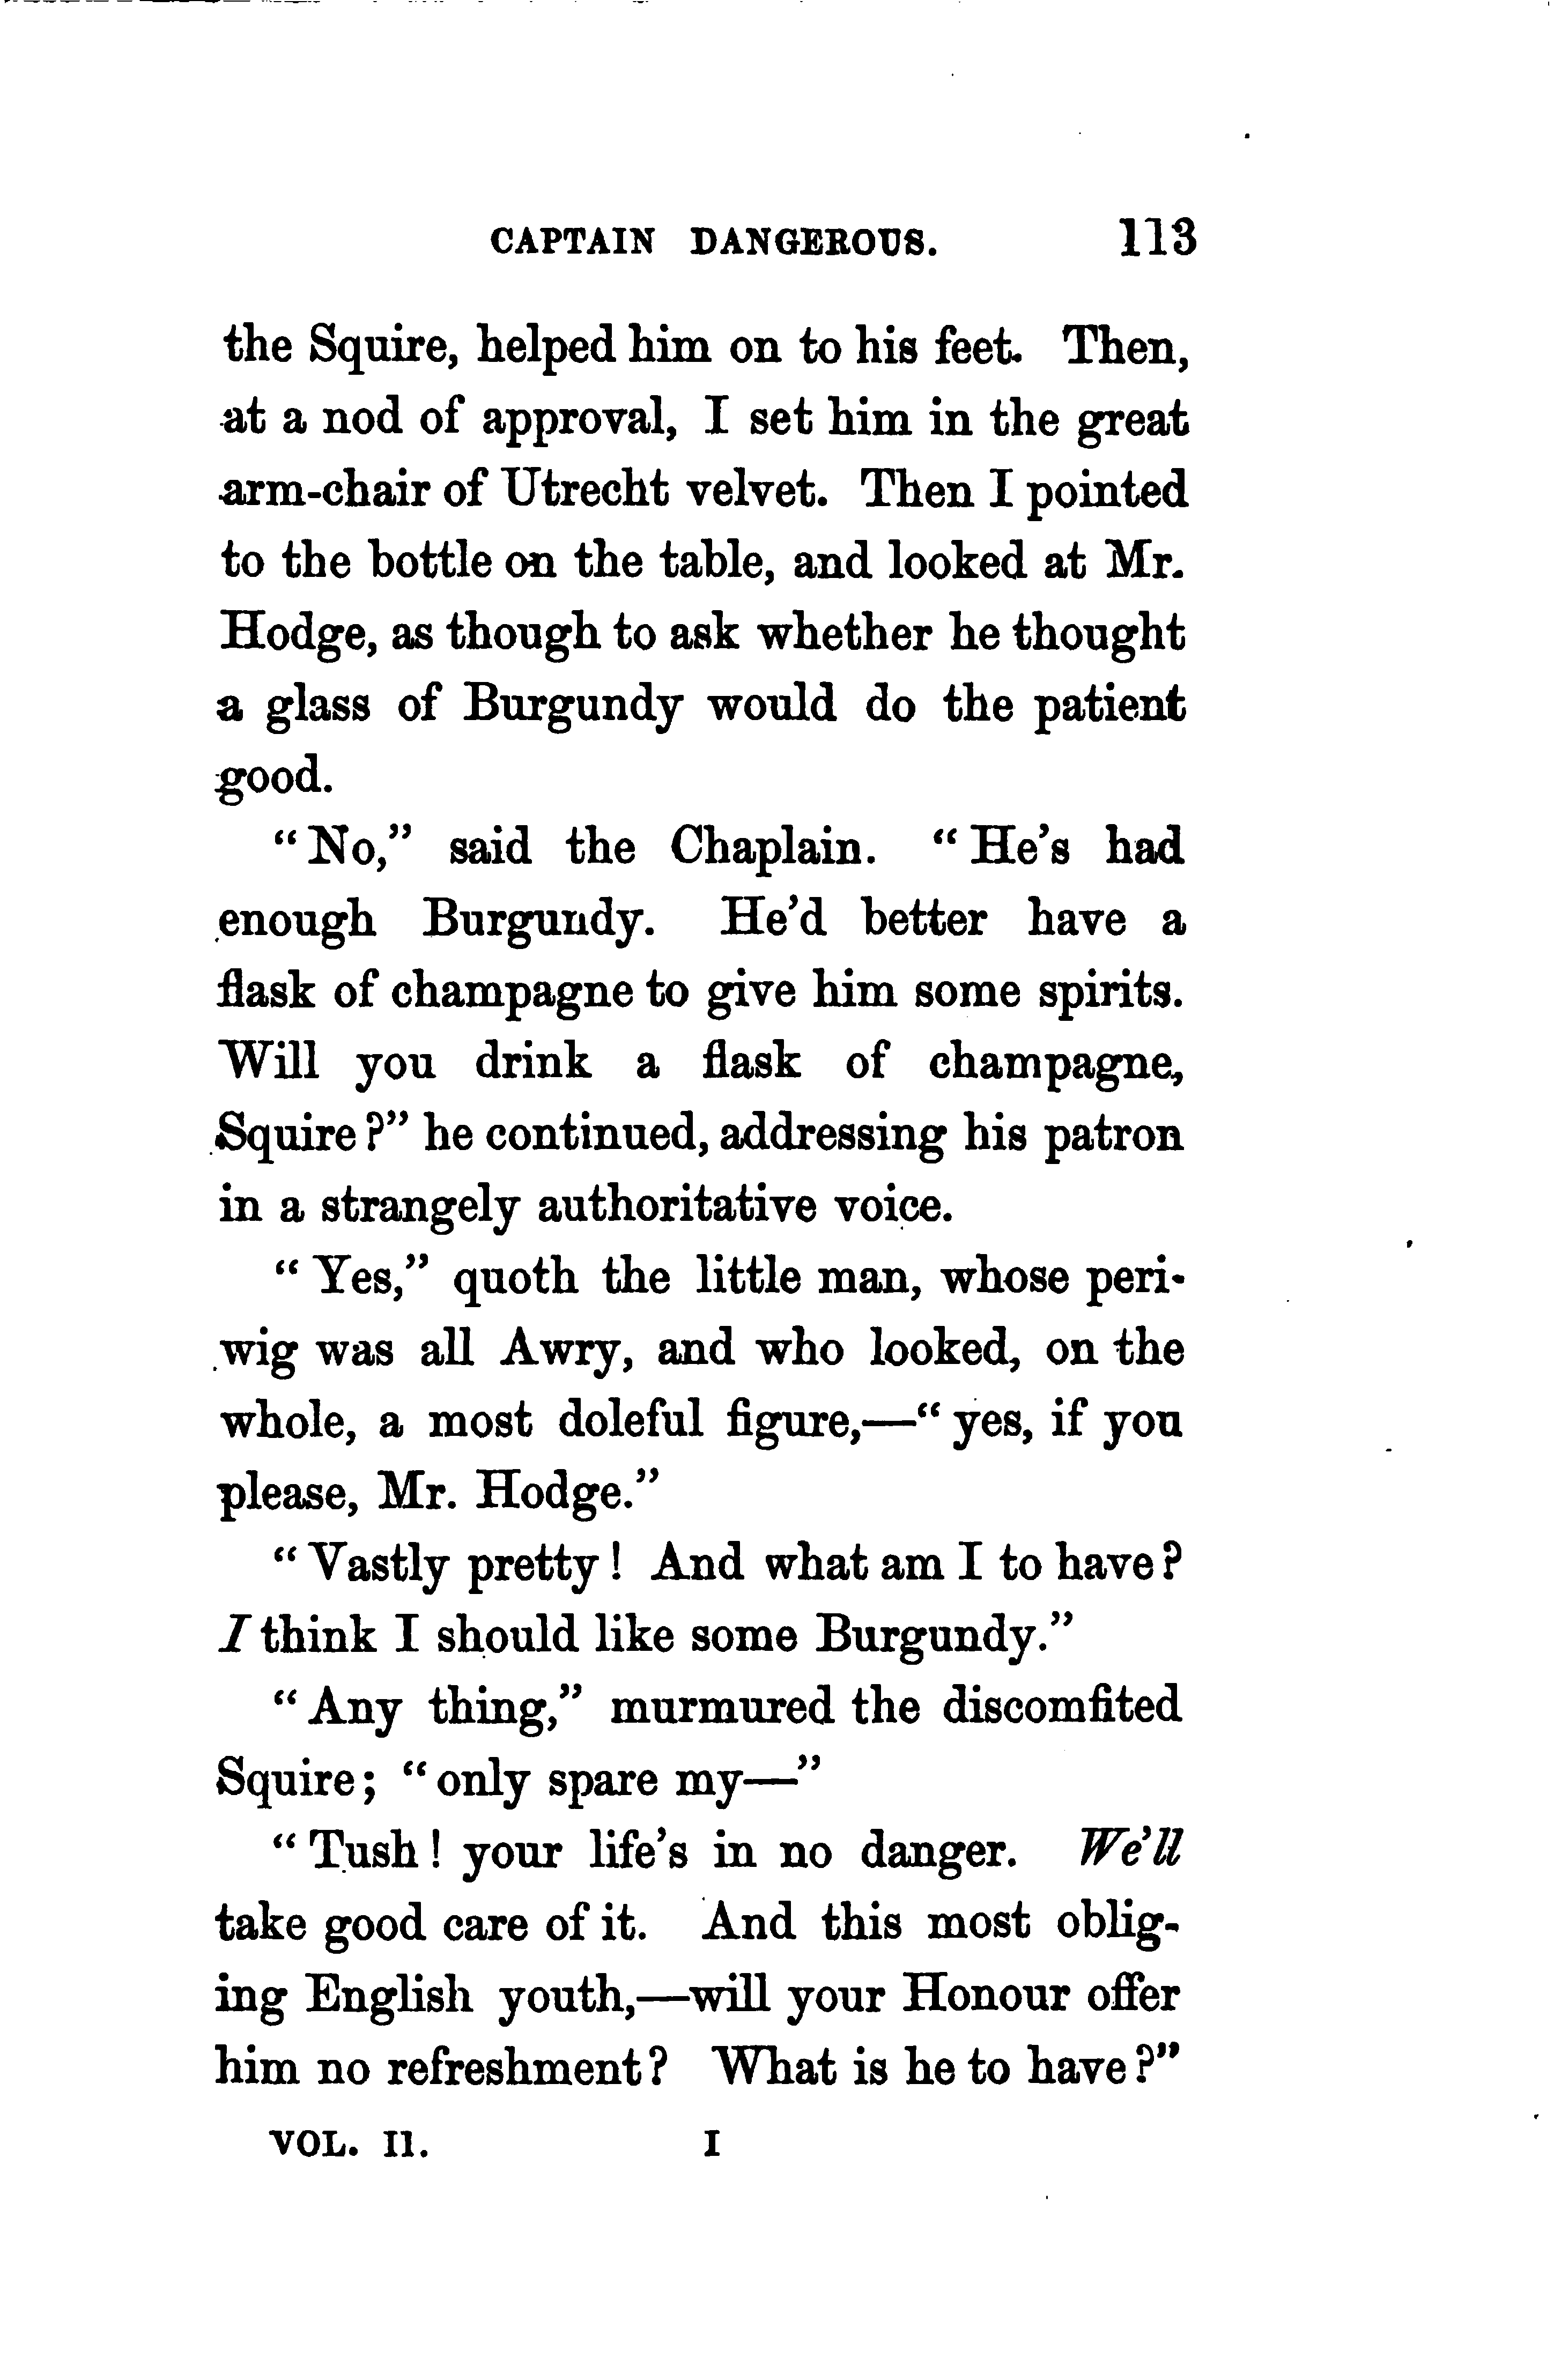 CAPTAIN DANGEROUS. 113
the Squire, helped him on to his feet. Then,
at a nod of approval, I set him in the great
arm-chair of Utrecht velvet. Then I pointed
to the bottle on the table, and looked at Mr.
Hodge, as though to ask whether he thought
a glass of Burgundy would do the patient
good.
"No," said the Chaplain. "He's had
enough Burgundy. He'd better have a
flask of champagne to give him some spirits.
Will you drink a flask of champagne,
Squire?" he continued, addressing his patron
in a strangely authoritative voice.
"Yes," quoth the little man, whose peri-
wig was all Awry, and who looked, on the
whole, a most doleful figure,—"yes, if you
please, Mr. Hodge."
"Vastly pretty! And what am I to have?
I think I should like some Burgundy."
"Any thing," murmured the discomfited
Squire; "only spare my—"
"Tush! your life's in no danger. We'll
take good care of it. And this most oblig-
ing English youth,—will your Honour offer
him no refreshment? What is he to have?"
VOL. II. I